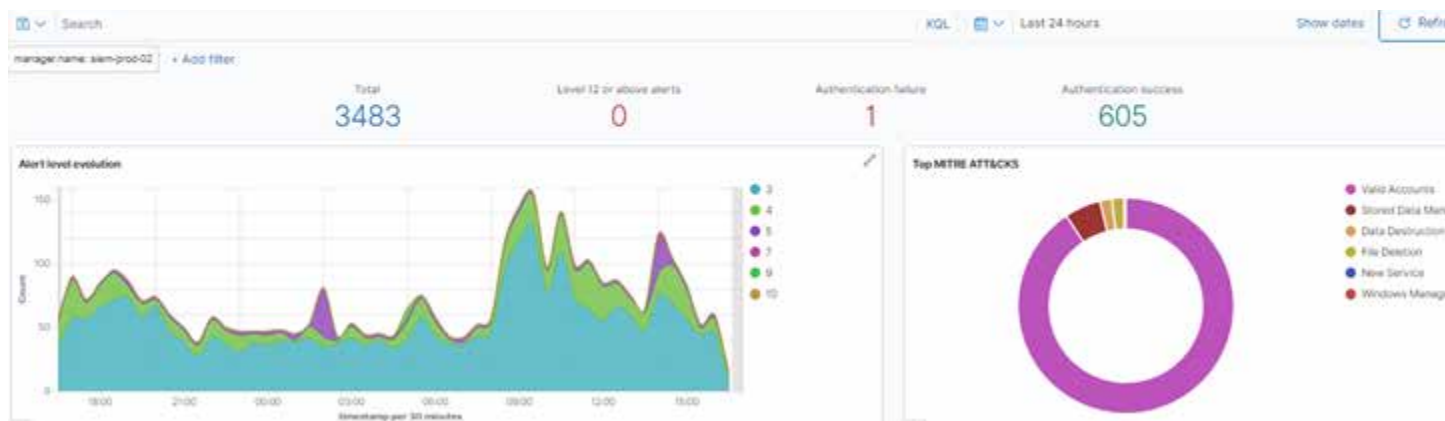 Search KQL Last 24 hours Show dates Refre
manager.name: siem-prod-02 + Add filter
Total
3483
Level 12 or above alerts
0
Authentication failure
1
Authentication success
605
Alert level evolution
150
100
50
0
Count
18:00 21:00 00:00 03:00 06:00 09:00 12:00 15:00
timestamp per 30 minutes
3
4
5
7
9
10
Top MITRE ATT&CKS
Valid Accounts
Stored Data Mani
Data Destruction
File Deletion
New Service
Windows Manag